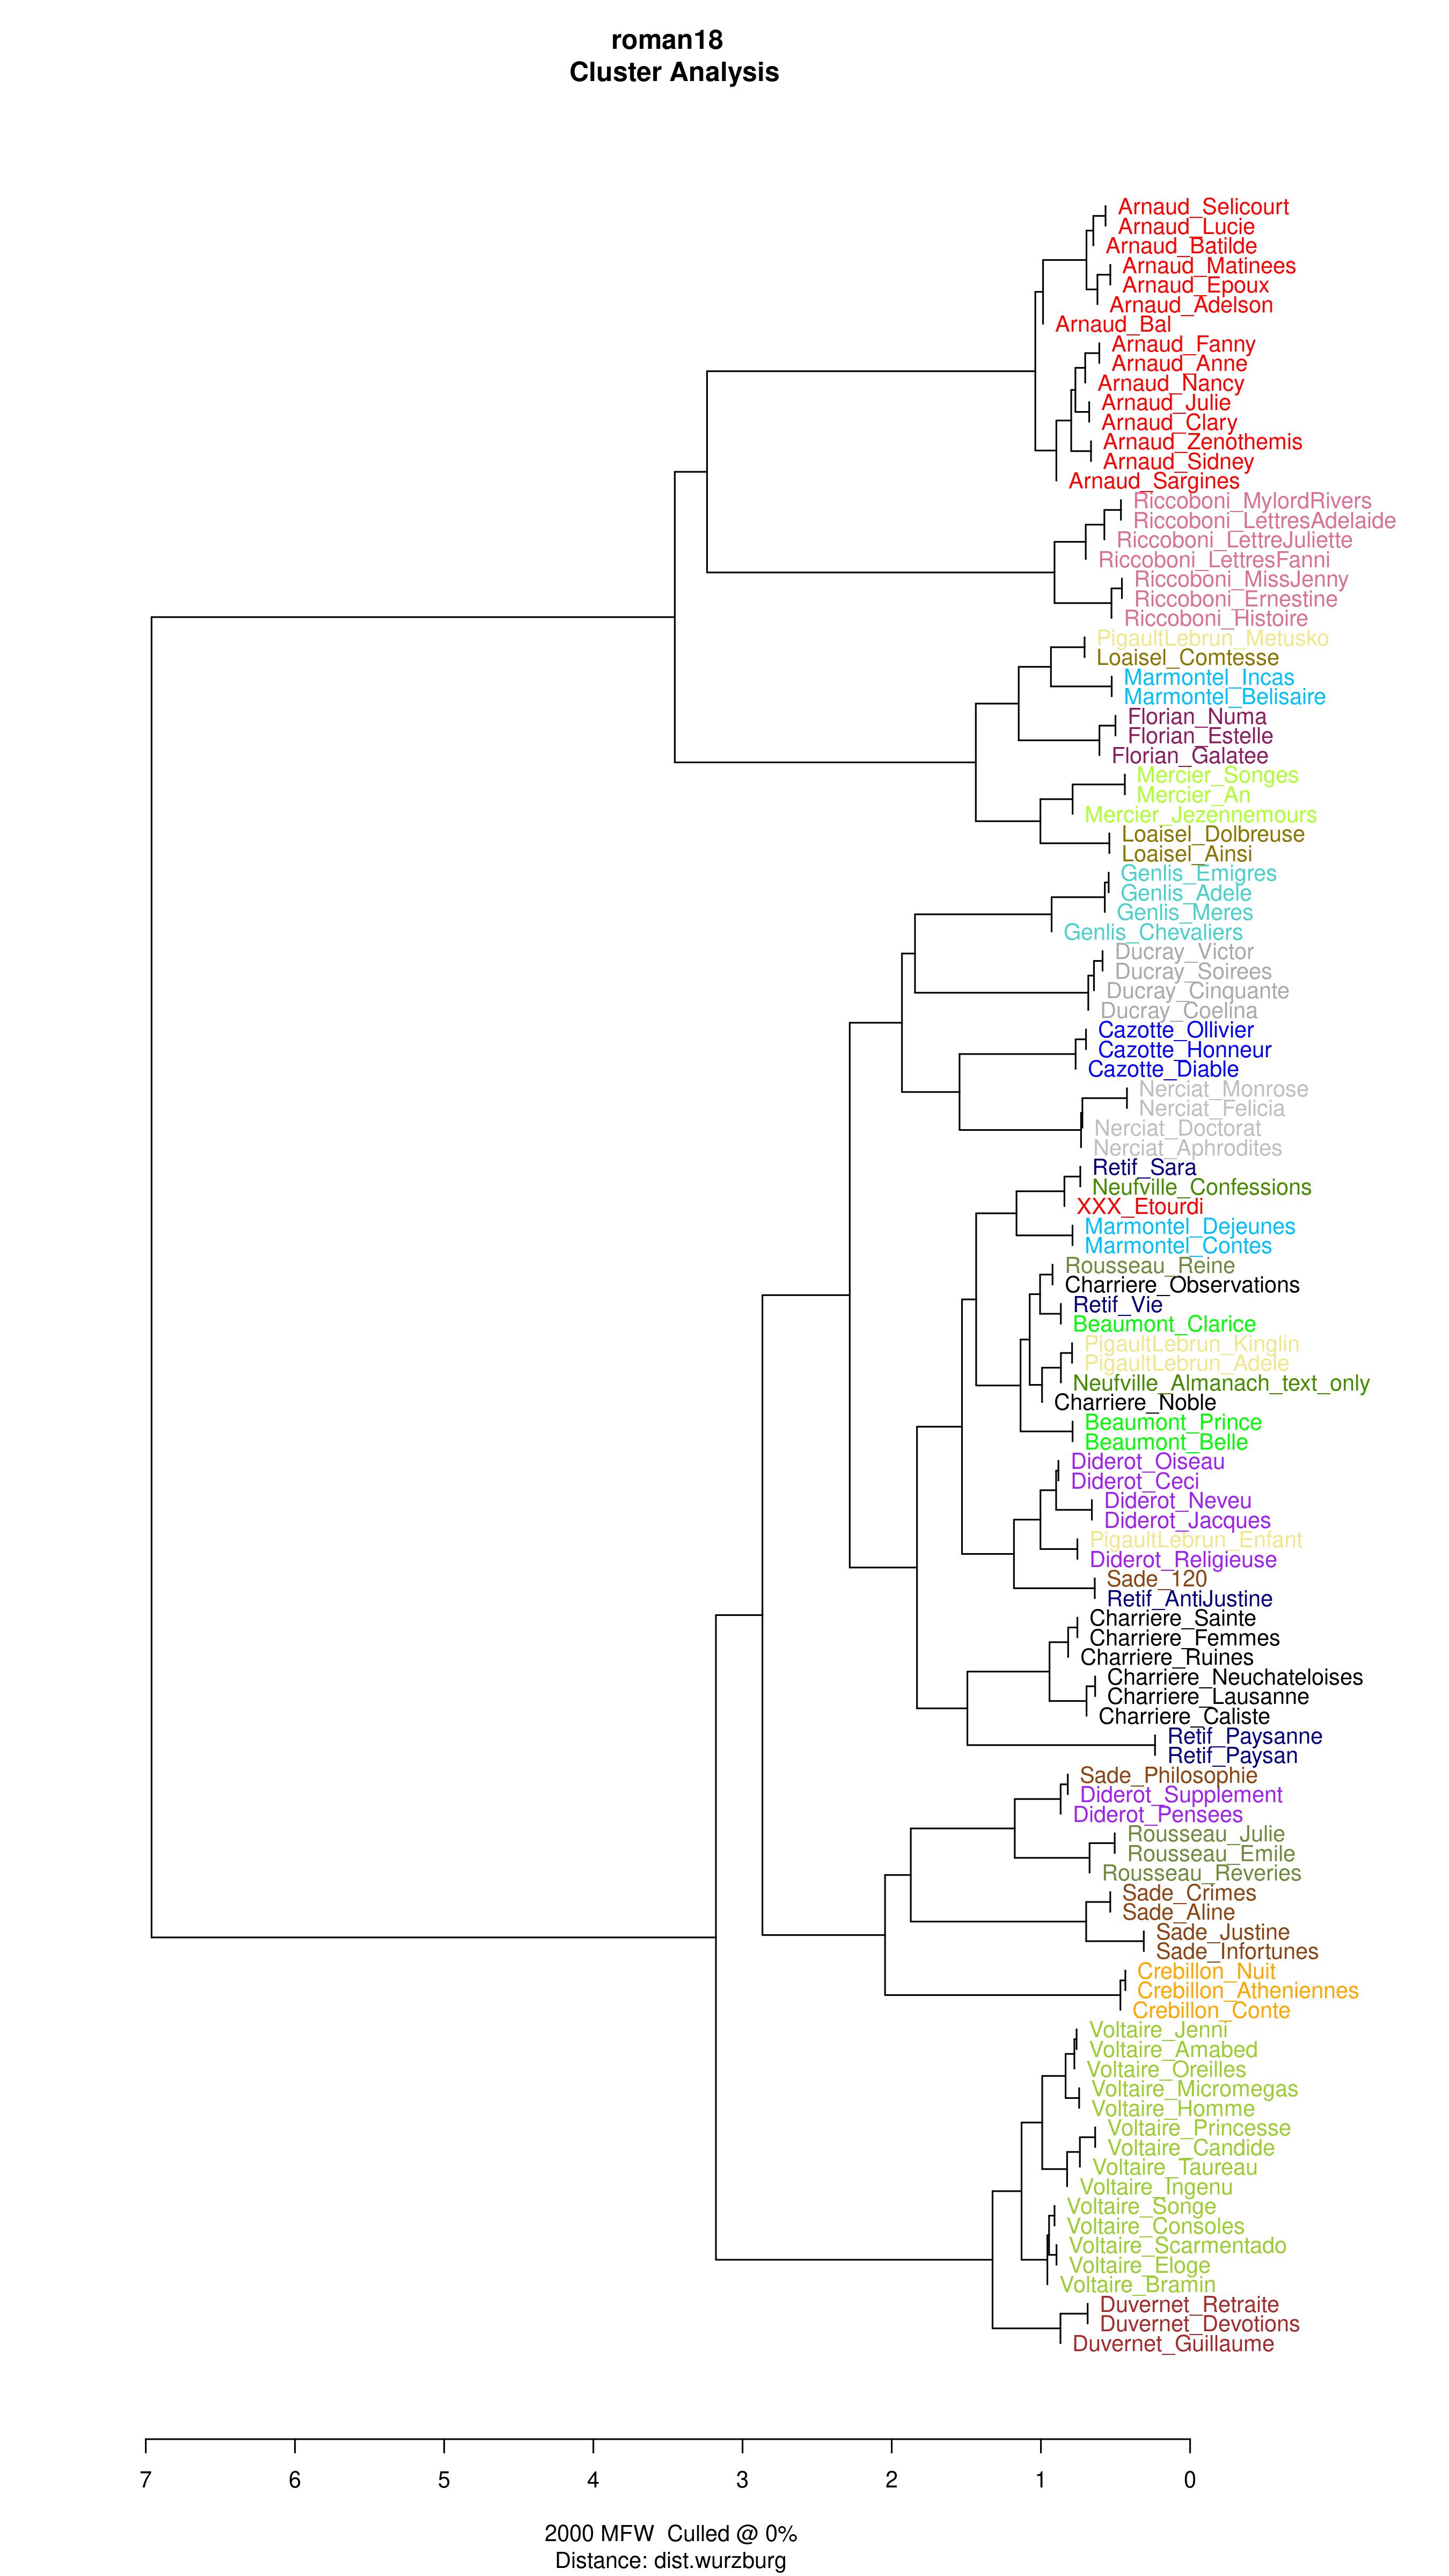 roman18
Cluster Analysis
Arnaud_Selicourt
Arnaud_Lucie
Arnaud_Batilde
Arnaud_Matinees
Arnaud_Epoux
Arnaud_Adelson
Arnaud_Bal
Arnaud_Fanny
Arnaud_Anne
Arnaud_Nancy
Arnaud_Julie
Arnaud_Clary
Arnaud_Zenothemis
Arnaud_Sidney
Arnaud_Sargines
Riccoboni_MylordRivers
Riccoboni_LettresAdelaide
Riccoboni_LettreJuliette
Riccoboni_LettresFanni
Riccoboni_MissJenny
Riccoboni_Ernestine
Riccoboni_Histoire
PigaultLebrun_Metusko
Loaisel_Comtesse
Marmontel_Incas
Marmontel_Belisaire
Florian_Numa
Florian_Estelle
Florian_Galatee
Mercier_Songes
Mercier_An
Mercier_Jezennemours
Loaisel_Dolbreuse
Loaisel_Ainsi
Genlis_Emigres
Genlis_Adele
Genlis_Meres
Genlis_Chevaliers
Ducray_Victor
Ducray_Soirees
Ducray_Cinquante
Ducray_Coelina
Cazotte_Ollivier
Cazotte_Honneur
Cazotte_Diable
Nerciat_Monrose
Nerciat_Felicia
Nerciat_Doctorat
Nerciat_Aphrodites
Retif_Sara
Neufville_Confessions
XXX_Etourdi
Marmontel_Dejeunes
Marmontel_Contes
Rousseau_Reine
Charriere_Observations
Retif_Vie
Beaumont_Clarice
PigaultLebrun_Kinglin
PigaultLebrun_Adele
Neufville_Almanach_text_only
Charriere_Noble
Beaumont_Prince
Beaumont_Belle
Diderot_Oiseau
Diderot_Ceci
Diderot_Neveu
Diderot_Jacques
PigaultLebrun_Enfant
Diderot_Religieuse
Sade_120
Retif_AntiJustine
Charriere_Sainte
Charriere_Femmes
Charriere_Ruines
Charriere_Neuchateloises
Charriere_Lausanne
Charriere_Caliste
Retif_Paysanne
Retif_Paysan
Sade_Philosophie
Diderot_Supplement
Diderot_Pensees
Rousseau_Julie
Rousseau_Emile
Rousseau_Reveries
Sade_Crimes
Sade_Aline
Sade_Justine
Sade_Infortunes
Crebillon_Nuit
Crebillon_Atheniennes
Crebillon_Conte
Voltaire_Jenni
Voltaire_Amabed
Voltaire_Oreilles
Voltaire_Micromegas
Voltaire_Homme
Voltaire_Princesse
Voltaire_Candide
Voltaire_Taureau
Voltaire_Ingenu
Voltaire_Songe
Voltaire_Consoles
Voltaire_Scarmentado
Voltaire_Eloge
Voltaire_Bramin
Duvernet_Retraite
Duvernet_Devotions
Duvernet_Guillaume
7 6 5 4 3 2 1 0
2000 MFW Culled @ 0%
Distance: dist.wurzburg